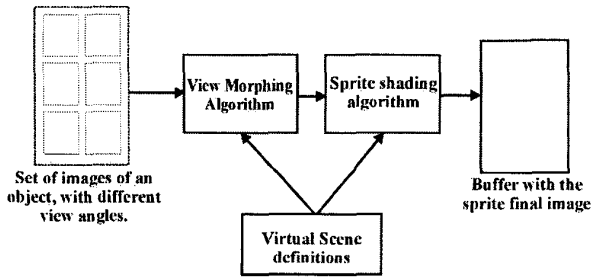 View Morphing
Algorithm
Sprite shading
algorithm
Set of images of an
object, with different
view angles.
Buffer with the
sprite final image
Virtual Scene
definitions